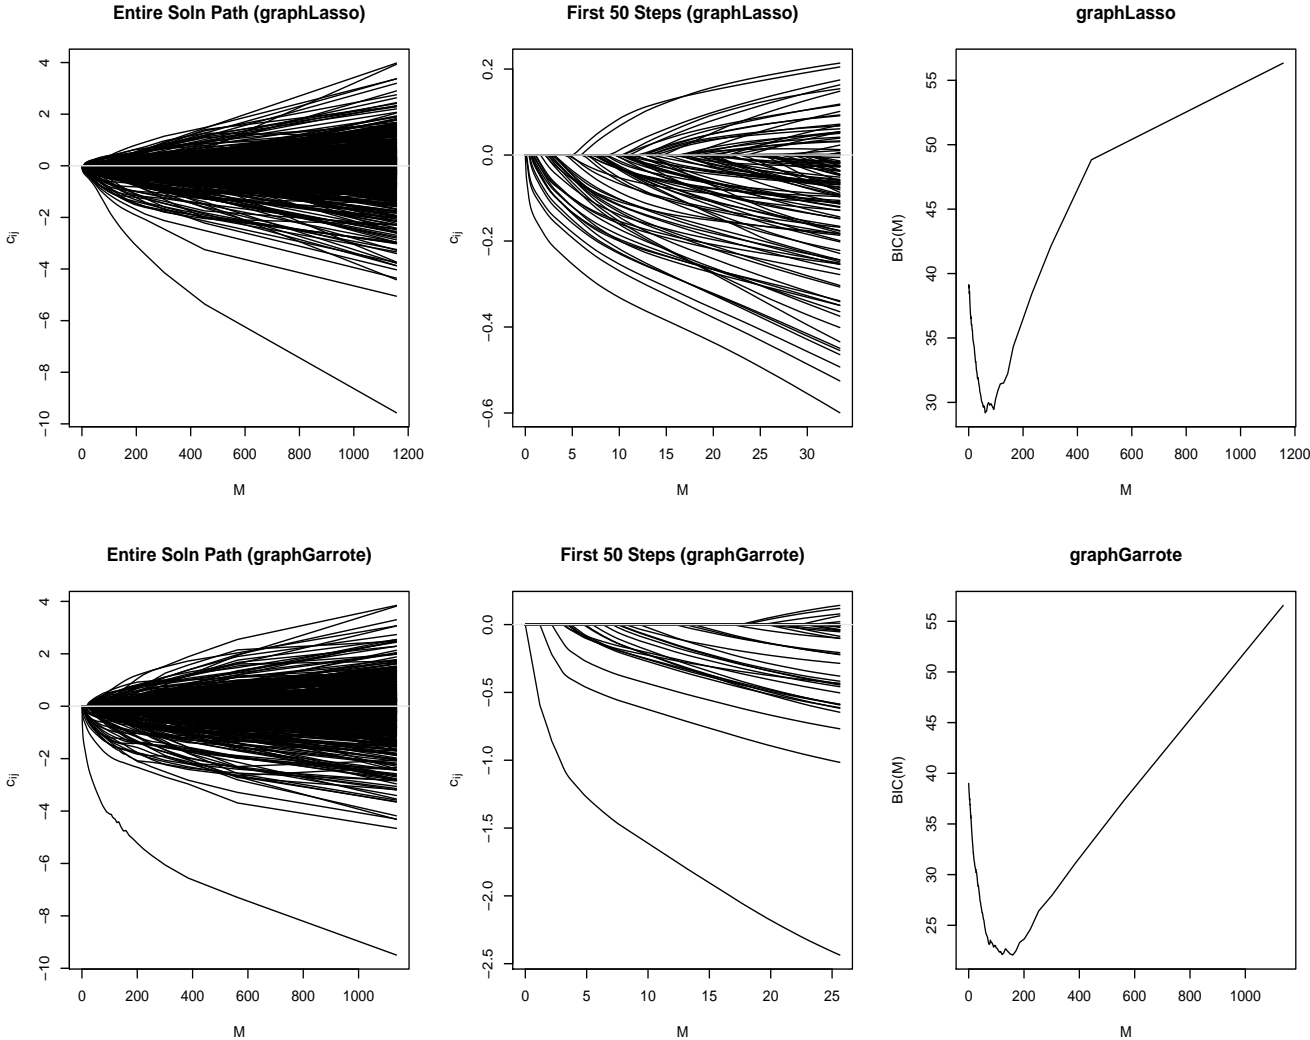 Entire Soln Path (graphLasso)
4
2
0
−2
−4
−6
−8
−10
cij
0 200 400 600 800 1000 1200
M
First 50 Steps (graphLasso)
0.2
0.0
−0.2
−0.4
−0.6
cij
0 5 10 15 20 25 30
M
graphLasso
55
50
45
40
35
30
BIC(M)
0 200 400 600 800 1000 1200
M
Entire Soln Path (graphGarrote)
4
2
0
−2
−4
−6
−8
−10
cij
0 200 400 600 800 1000
M
First 50 Steps (graphGarrote)
0.0
−0.5
−1.0
−1.5
−2.0
−2.5
cij
0 5 10 15 20 25
M
graphGarrote
55
50
45
40
35
30
25
BIC(M)
0 200 400 600 800 1000
M